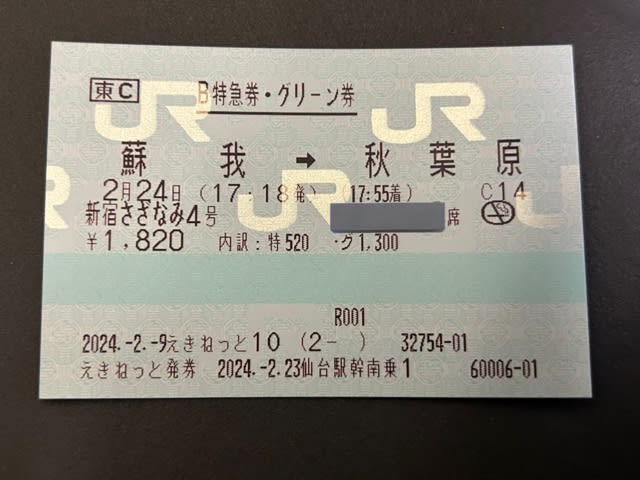 東C B特急券・グリーン券
JR JR
蘇 我 → 秋 葉 原
2月24日 (17・18発) (17:55着) C14
新宿さざなみ4号 席
¥1,820 内訳：特520 ・グ1,300
JR JR JR
R001
2024.-2.-9えきねっと10 (2- ) 32754-01
えきねっと発券 2024.-2.23仙台駅幹南乗1 60006-01